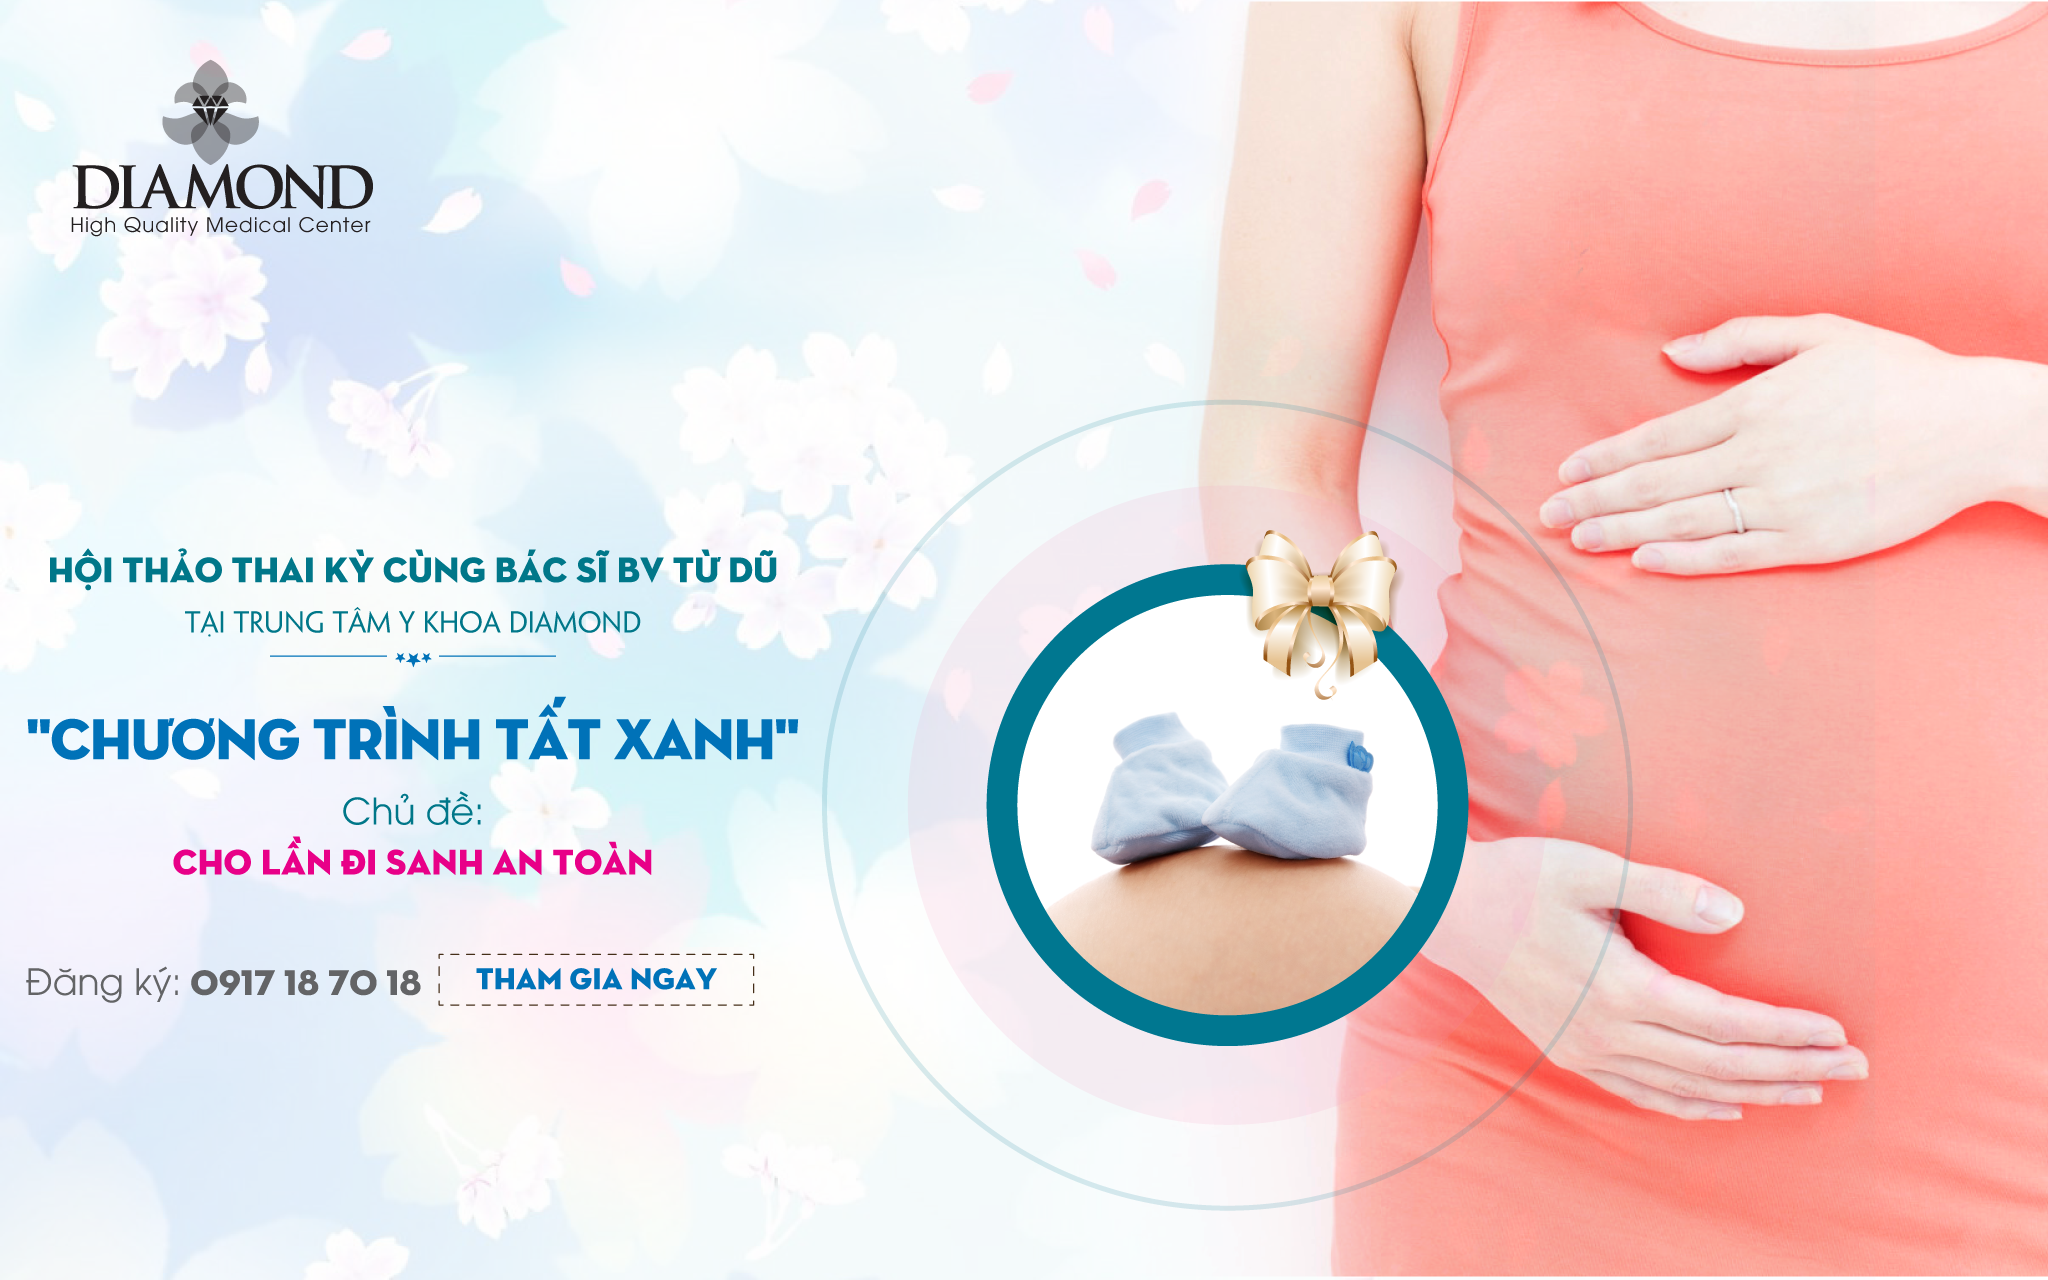 DIAMOND
High Quality Medical Center
HỘI THẢO THAI KỲ CÙNG BÁC SĨ BV TỪ DŨ
TẠI TRUNG TÂM Y KHOA DIAMOND
"CHƯƠNG TRÌNH TẤT XANH"
Chủ đề:
CHO LẦN ĐI SANH AN TOÀN
Đăng ký: 0917 18 70 18 THAM GIA NGAY